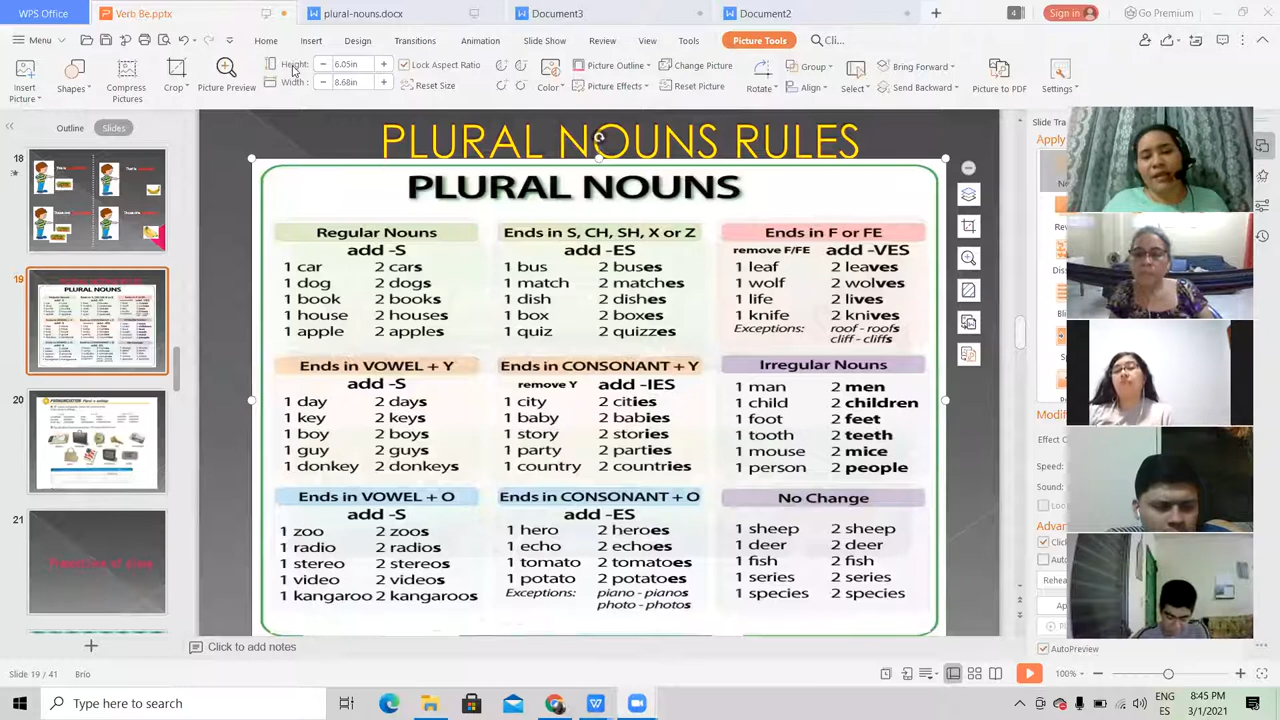 WPS Office
Verb Be.pptx
Document3
Document2
4
Sign in
Go Premium
Menu
Home
Insert
Design
Transitions
Animation
Slide Show
Review
View
Tools
Picture Tools
Cli...
Insert
Picture
Shapes
Compress
Pictures
Crop
Picture Preview
Height:
6.05in
Width :
8.68in
Lock Aspect Ratio
Reset Size
Color
Picture Outline
Picture Effects
Change Picture
Reset Picture
Rotate
Group
Align
Select
Bring Forward
Send Backward
Picture to PDF
Settings
Outline
Slides
18
19
20
21
PLURAL NOUNS RULES
PLURAL NOUNS
Regular Nouns
add -S
1 car 2 cars
1 dog 2 dogs
1 book 2 books
1 house 2 houses
1 apple 2 apples
Ends in S, CH, SH, X or Z
add -ES
1 bus 2 buses
1 match 2 matches
1 dish 2 dishes
1 box 2 boxes
1 quiz 2 quizzes
Ends in F or FE
remove F/FE add -VES
1 leaf 2 leaves
1 wolf 2 wolves
1 life 2 lives
1 knife 2 knives
Exceptions: roof - roofs
cliff - cliffs
Ends in VOWEL + Y
add -S
1 day 2 days
1 key 2 keys
1 boy 2 boys
1 guy 2 guys
1 donkey 2 donkeys
Ends in CONSONANT + Y
remove Y add -IES
1 city 2 cities
1 baby 2 babies
1 story 2 stories
1 party 2 parties
1 country 2 countries
Irregular Nouns
1 man 2 men
1 child 2 children
1 foot 2 feet
1 tooth 2 teeth
1 mouse 2 mice
1 person 2 people
Ends in VOWEL + O
add -S
1 zoo 2 zoos
1 radio 2 radios
1 stereo 2 stereos
1 video 2 videos
1 kangaroo 2 kangaroos
Ends in CONSONANT + O
add -ES
1 hero 2 heroes
1 echo 2 echoes
1 tomato 2 tomatoes
1 potato 2 potatoes
Exceptions: piano - pianos
photo - photos
No Change
1 sheep 2 sheep
1 deer 2 deer
1 fish 2 fish
1 series 2 series
1 species 2 species
Slide Tra
Apply
Modifi
Effect C
Speed:
Sound:
Advan
Click
Rehea
AutoPreview
Click to add notes
Slide 19 / 41
Brío
100%
Type here to search
ENG
ES
8:45 PM
3/1/2021